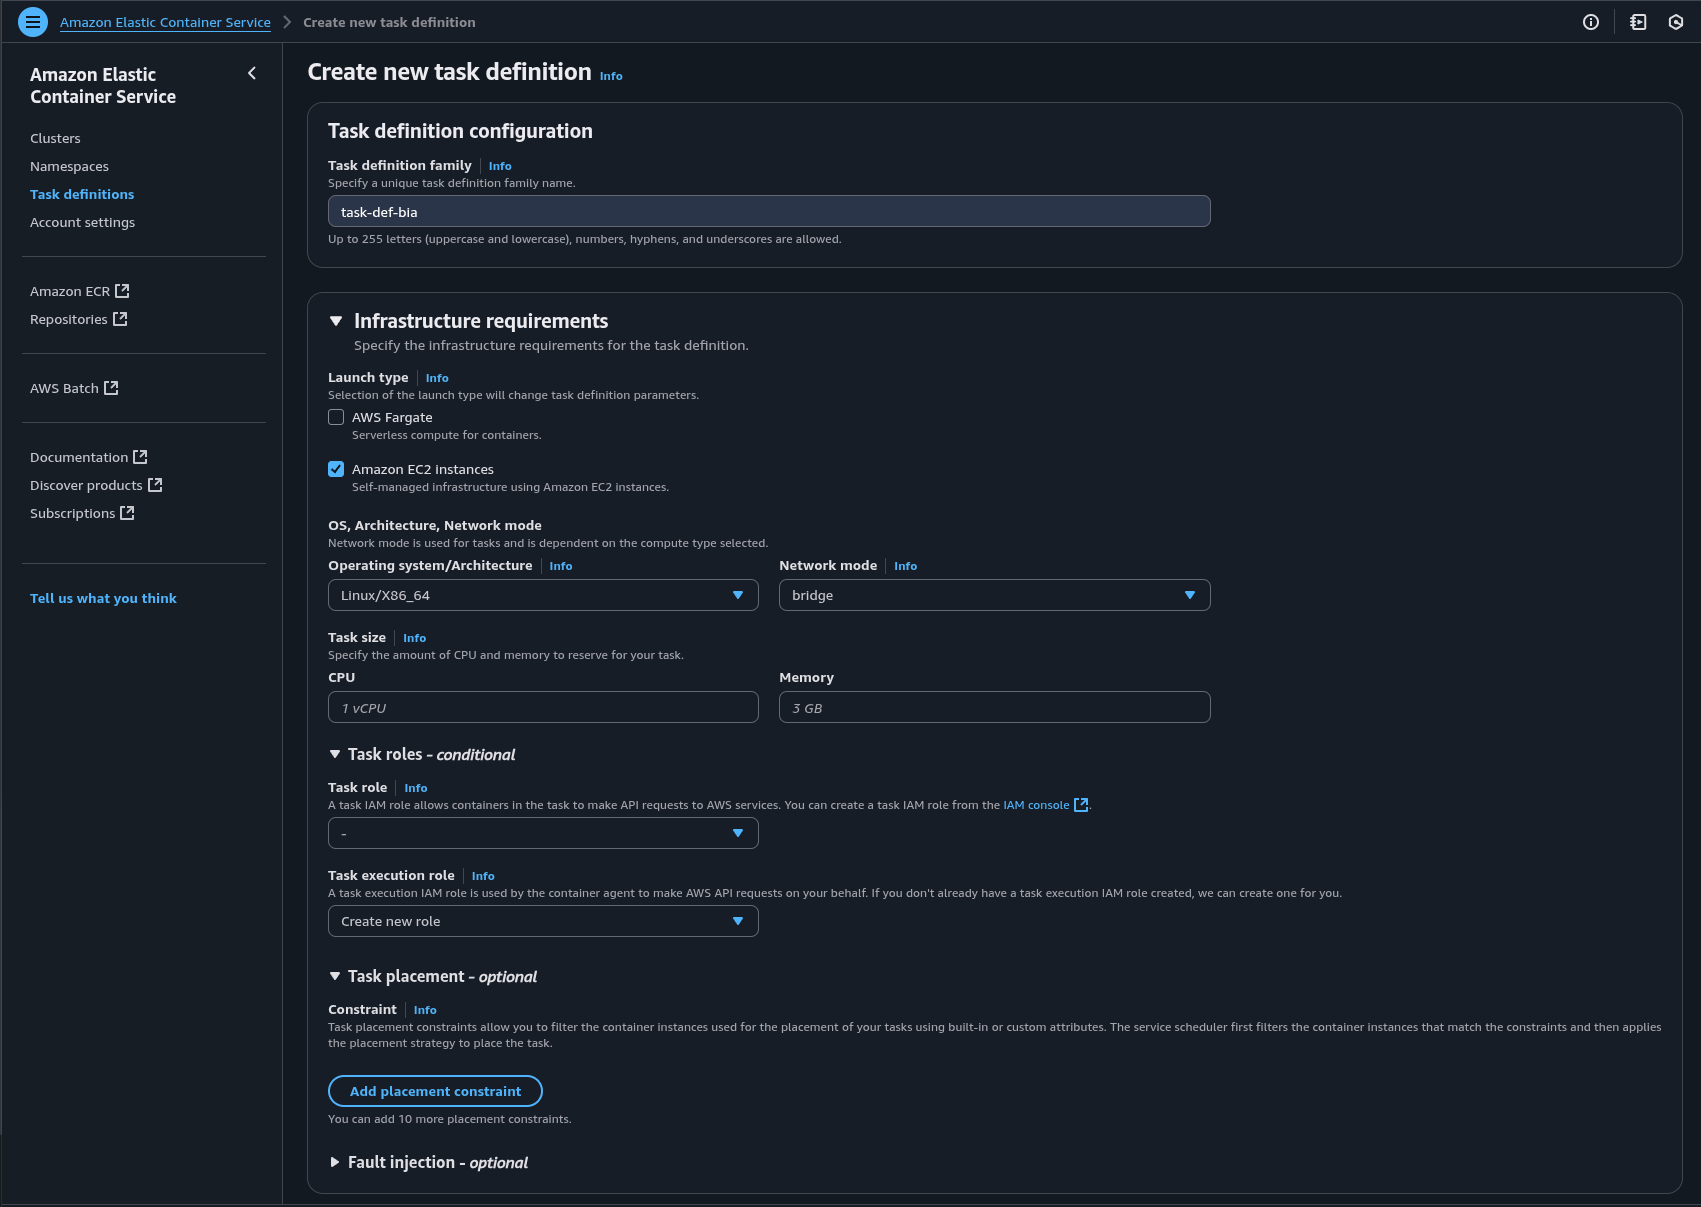 Amazon Elastic Container Service > Create new task definition
Amazon Elastic
Container Service
Clusters
Namespaces
Task definitions
Account settings
Amazon ECR
Repositories
AWS Batch
Documentation
Discover products
Subscriptions
Tell us what you think
Create new task definition Info
Task definition configuration
Task definition family Info
Specify a unique task definition family name.
task-def-bia
Up to 255 letters (uppercase and lowercase), numbers, hyphens, and underscores are allowed.
Infrastructure requirements
Specify the infrastructure requirements for the task definition.
Launch type Info
Selection of the launch type will change task definition parameters.
AWS Fargate
Serverless compute for containers.
Amazon EC2 instances
Self-managed infrastructure using Amazon EC2 instances.
OS, Architecture, Network mode
Network mode is used for tasks and is dependent on the compute type selected.
Operating system/Architecture Info Network mode Info
Linux/X86_64 bridge
Task size Info
Specify the amount of CPU and memory to reserve for your task.
CPU Memory
1 vCPU 3 GB
Task roles - conditional
Task role Info
A task IAM role allows containers in the task to make API requests to AWS services. You can create a task IAM role from the IAM console.
-
Task execution role Info
A task execution IAM role is used by the container agent to make AWS API requests on your behalf. If you don't already have a task execution IAM role created, we can create one for you.
Create new role
Task placement - optional
Constraint Info
Task placement constraints allow you to filter the container instances used for the placement of your tasks using built-in or custom attributes. The service scheduler first filters the container instances that match the constraints and then applies
the placement strategy to place the task.
Add placement constraint
You can add 10 more placement constraints.
Fault injection - optional